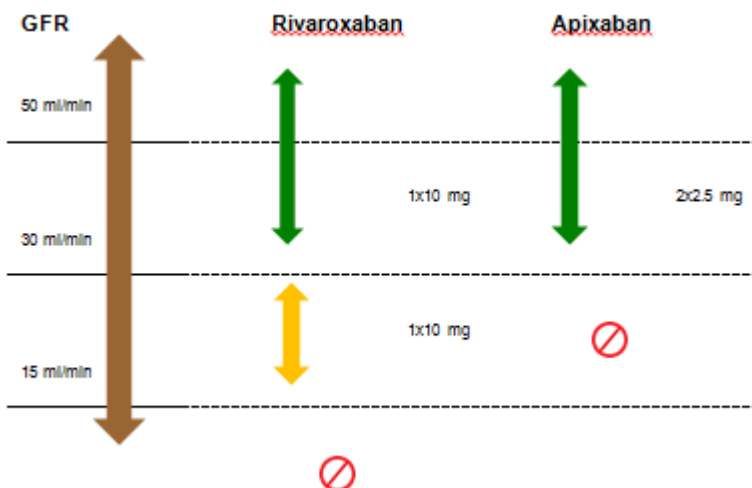 GFR Rivaroxaban Apixaban
50 ml/min
1x10 mg 2x2.5 mg
30 ml/min
1x10 mg
15 ml/min